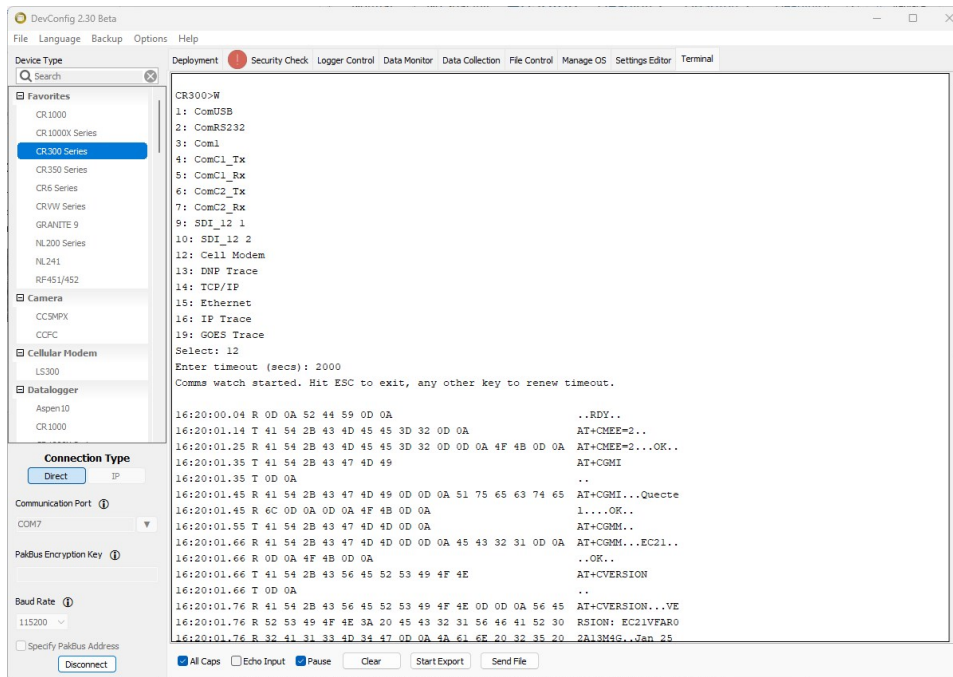 DevConfig 2.30 Beta
File Language Backup Options Help
Device Type
Search
Favorites
CR1000
CR1000X Series
CR300 Series
CR350 Series
CR6 Series
CRVW Series
GRANITE 9
NL200 Series
NL241
RF451/452
Camera
CC5MPX
CCFC
Cellular Modem
LS300
Datalogger
Aspen10
CR1000
Connection Type
Direct IP
Communication Port
COM7
PakBus Encryption Key
Baud Rate
115200
Specify PakBus Address
Disconnect
Deployment ! Security Check Logger Control Data Monitor Data Collection File Control Manage OS Settings Editor Terminal
CR300>W
1: ComUSB
2: ComRS232
3: Com1
4: ComC1_Tx
5: ComC1_Rx
6: ComC2_Tx
7: ComC2_Rx
9: SDI_12 1
10: SDI_12 2
12: Cell Modem
13: DNP Trace
14: TCP/IP
15: Ethernet
16: IP Trace
19: GOES Trace
Select: 12
Enter timeout (secs): 2000
Comms watch started. Hit ESC to exit, any other key to renew timeout.
16:20:00.04 R 0D 0A 52 44 59 0D 0A ..RDY..
16:20:01.14 T 41 54 2B 43 4D 45 45 3D 32 0D 0A AT+CMEE=2..
16:20:01.25 R 41 54 2B 43 4D 45 45 3D 32 0D 0D 0A 4F 4B 0D 0A AT+CMEE=2...OK..
16:20:01.35 T 41 54 2B 43 47 4D 49 AT+CGMI
16:20:01.35 T 0D 0A ..
16:20:01.45 R 41 54 2B 43 47 4D 49 0D 0D 0A 51 75 65 63 74 65 AT+CGMI...Quecte
16:20:01.45 R 6C 0D 0A 0D 0A 4F 4B 0D 0A l....OK..
16:20:01.55 T 41 54 2B 43 47 4D 4D 0D 0A AT+CGMM..
16:20:01.66 R 41 54 2B 43 47 4D 4D 0D 0D 0A 45 43 32 31 0D 0A AT+CGMM...EC21..
16:20:01.66 R 0D 0A 4F 4B 0D 0A ..OK..
16:20:01.66 T 41 54 2B 43 56 45 52 53 49 4F 4E AT+CVERSION
16:20:01.66 T 0D 0A ..
16:20:01.76 R 41 54 2B 43 56 45 52 53 49 4F 4E 0D 0D 0A 56 45 AT+CVERSION...VE
16:20:01.76 R 52 53 49 4F 4E 3A 20 45 43 32 31 56 46 41 52 30 RSION: EC21VFAR0
16:20:01.76 R 32 41 31 33 4D 34 47 0D 0A 4A 61 6E 20 32 35 20 2A13M4G..Jan 25
All Caps Echo Input Pause Clear Start Export Send File